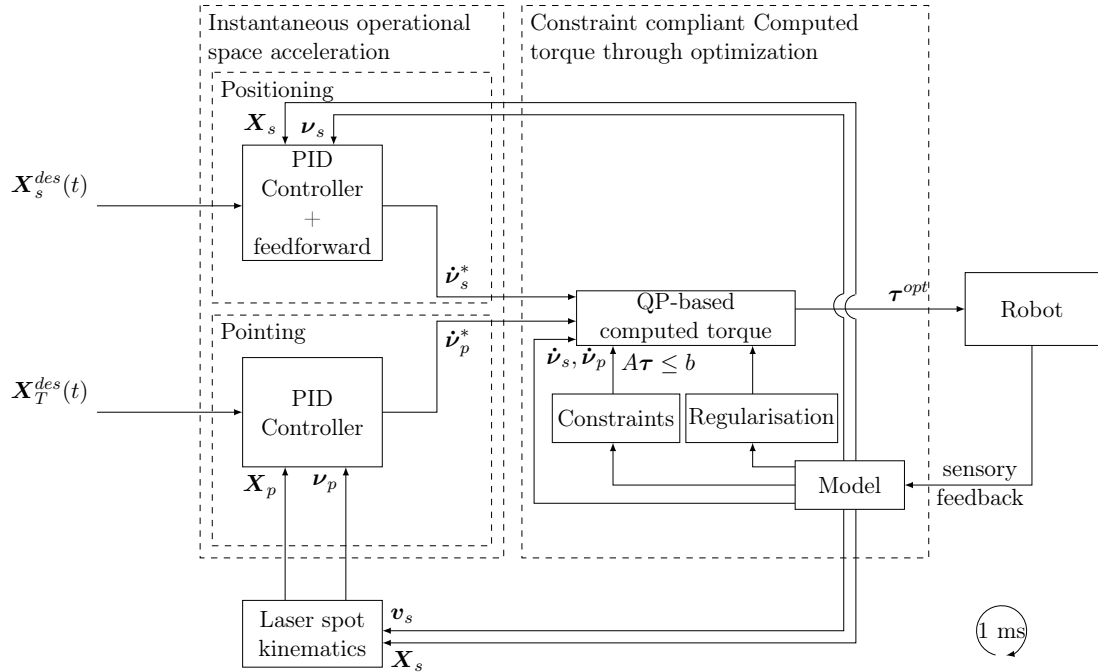 Instantaneous operational
space acceleration
Constraint compliant Computed
torque through optimization
Positioning
𝑿_s 𝝂_s
PID
Controller
+
feedforward
𝑿_s^{des}(t)
𝝂̇_s^*
Pointing
𝝂̇_p^*
𝑿_T^{des}(t)
PID
Controller
𝑿_p 𝝂_p
QP-based
computed torque
𝝂̇_s, 𝝂̇_p
A𝝉 ≤ b
Constraints
Regularisation
Model
𝝉^{opt}
Robot
sensory
feedback
Laser spot
kinematics
𝒗_s
𝑿_s
1 ms